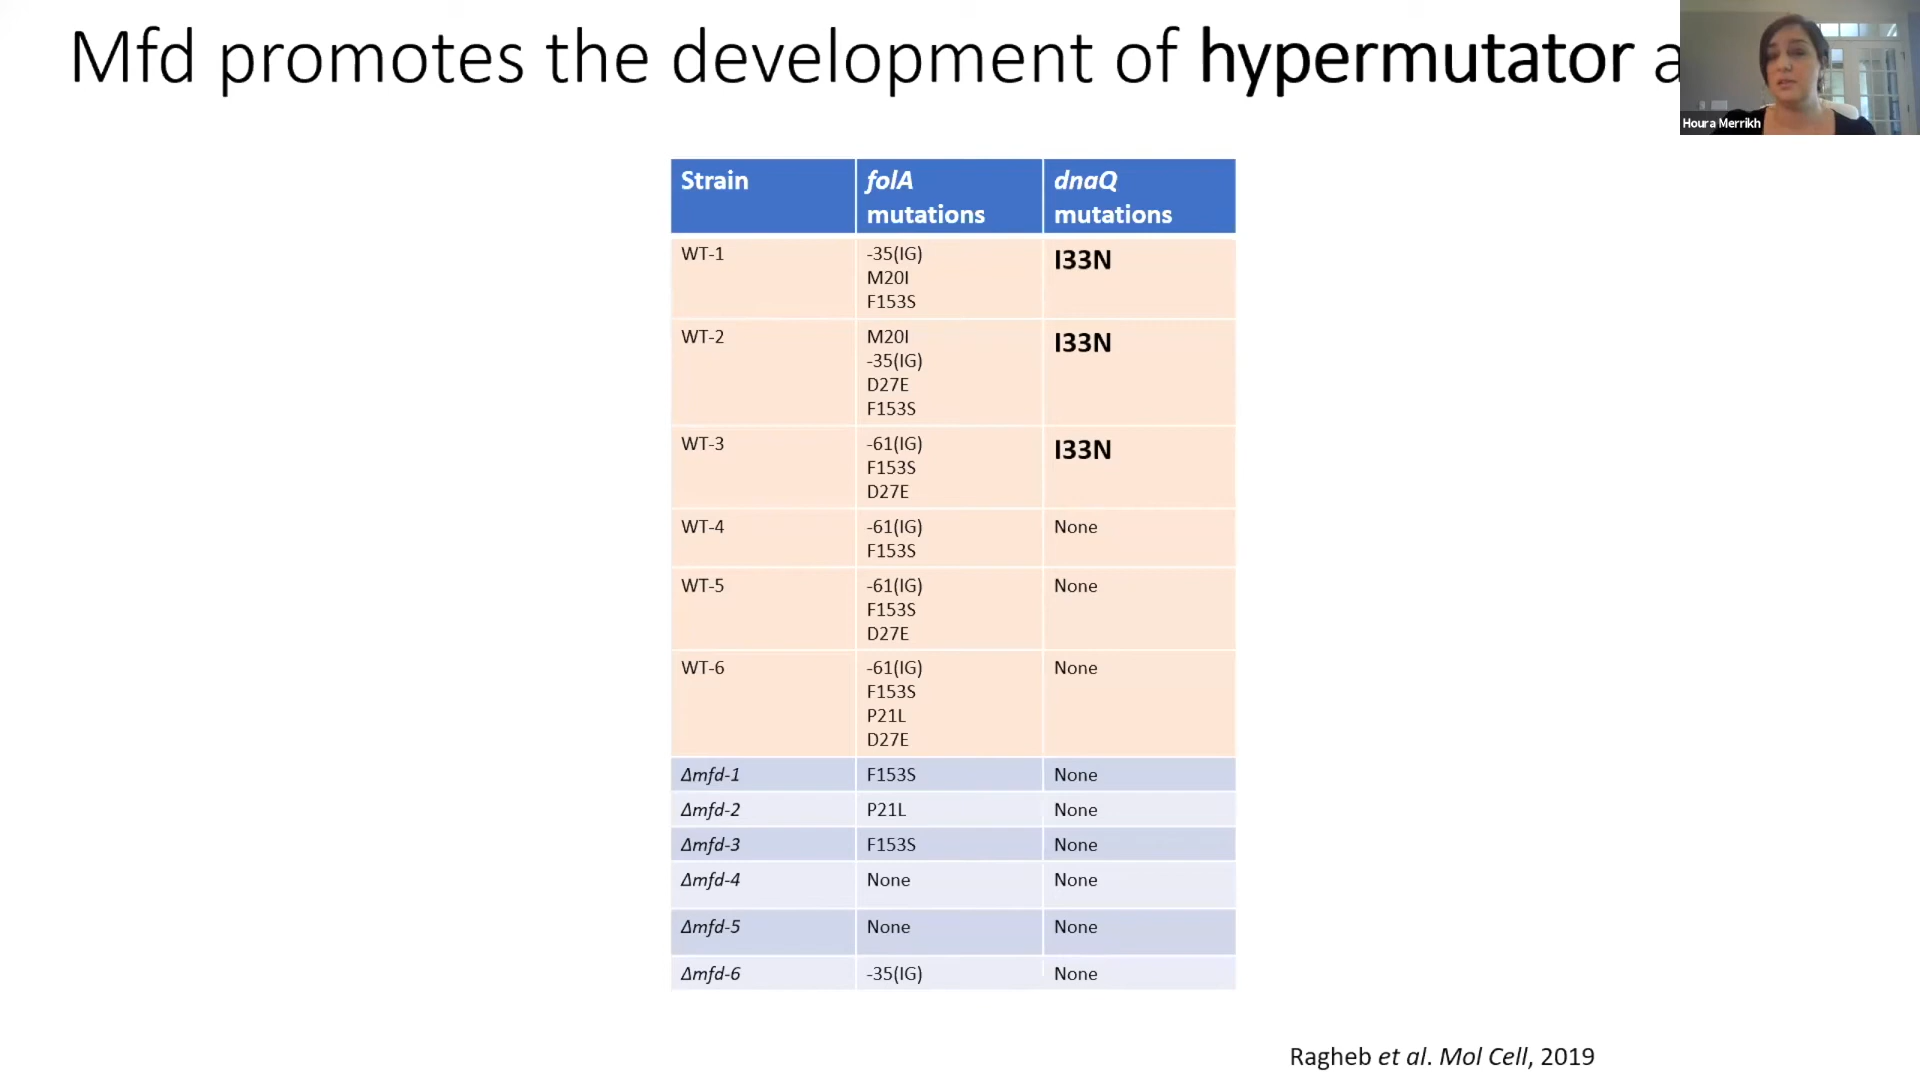 Mfd promotes the development of hypermutator a
Houra Merrikh
Strain folA mutations dnaQ mutations
WT-1 -35(IG) I33N
M20I
F153S
WT-2 M20I I33N
-35(IG)
D27E
F153S
WT-3 -61(IG) I33N
F153S
D27E
WT-4 -61(IG) None
F153S
WT-5 -61(IG) None
F153S
D27E
WT-6 -61(IG) None
F153S
P21L
D27E
Δmfd-1 F153S None
Δmfd-2 P21L None
Δmfd-3 F153S None
Δmfd-4 None None
Δmfd-5 None None
Δmfd-6 -35(IG) None
Ragheb et al. Mol Cell, 2019